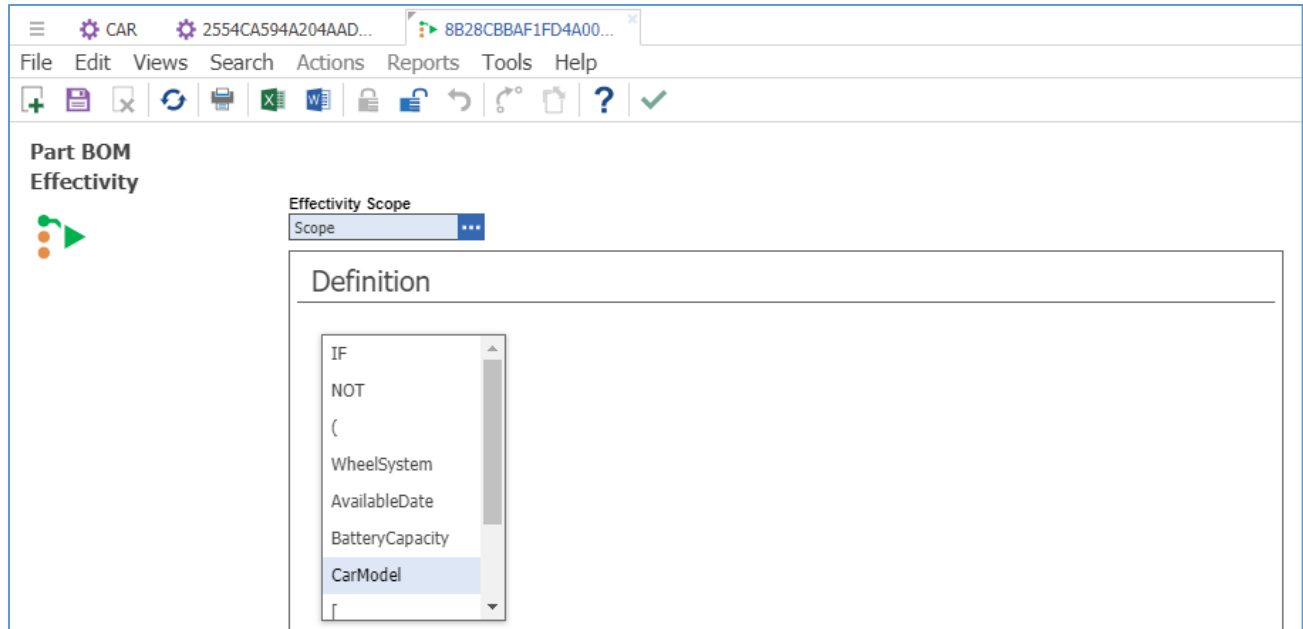 CAR 2554CA594A204AAD... 8B28CBBAF1FD4A00...
File Edit Views Search Actions Reports Tools Help
Part BOM
Effectivity
Effectivity Scope
Scope
Definition
IF
NOT
(
WheelSystem
AvailableDate
BatteryCapacity
CarModel
[